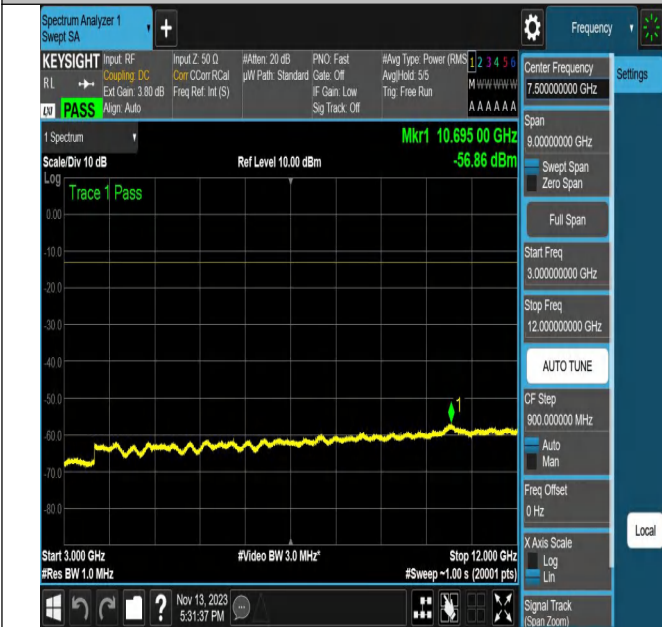 Spectrum Analyzer 1
Swept SA
+
Frequency
KEYSIGHT
RL
LXI
PASS
Input: RF
Coupling: DC
Ext Gain: 3.80 dB
Align: Auto
Input Z: 50 Ω
Corr CCorr RCal
Freq Ref: Int (S)
#Atten: 20 dB
µW Path: Standard
PNO: Fast
Gate: Off
IF Gain: Low
Sig Track: Off
#Avg Type: Power (RMS
Avg|Hold: 5/5
Trig: Free Run
1 2 3 4 5 6
M W W W W W
A A A A A A
1 Spectrum
Scale/Div 10 dB
Ref Level 10.00 dBm
Mkr1 10.695 00 GHz
-56.86 dBm
Log
Trace 1 Pass
0.00
-10.0
-20.0
-30.0
-40.0
-50.0
-60.0
-70.0
-80.0
1
Start 3.000 GHz
#Res BW 1.0 MHz
#Video BW 3.0 MHz*
Stop 12.000 GHz
#Sweep ~1.00 s (20001 pts)
Center Frequency
7.500000000 GHz
Settings
Span
9.00000000 GHz
Swept Span
Zero Span
Full Span
Start Freq
3.000000000 GHz
Stop Freq
12.000000000 GHz
AUTO TUNE
CF Step
900.000000 MHz
Auto
Man
Freq Offset
0 Hz
X Axis Scale
Log
Lin
Local
Signal Track
(Span Zoom)
?
Nov 13, 2023
5:31:37 PM